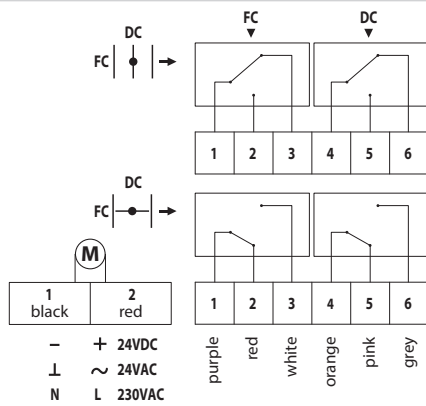 FC DC
DC
FC
1 2 3 4 5 6
DC
FC
M
1 2
black red
1 2 3 4 5 6
purple red white orange pink grey
– + 24VDC
⊥ ~ 24VAC
N L 230VAC